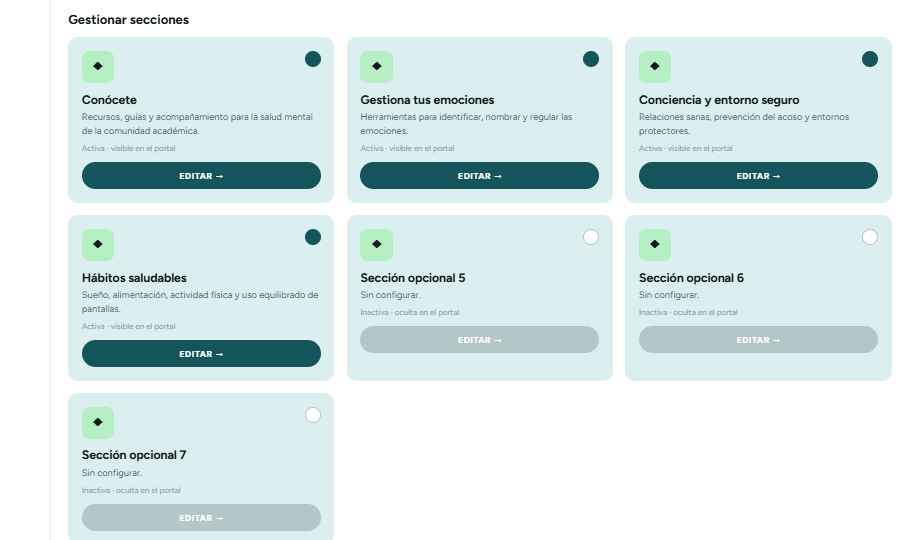 Gestionar secciones
Conócete
Recursos, guías y acompañamiento para la salud mental
de la comunidad académica.
Activa · visible en el portal
EDITAR →
Gestiona tus emociones
Herramientas para identificar, nombrar y regular las
emociones.
Activa · visible en el portal
EDITAR →
Conciencia y entorno seguro
Relaciones sanas, prevención del acoso y entornos
protectores.
Activa · visible en el portal
EDITAR →
Hábitos saludables
Sueño, alimentación, actividad física y uso equilibrado de
pantallas.
Activa · visible en el portal
EDITAR →
Sección opcional 5
Sin configurar.
Inactiva · oculta en el portal
EDITAR →
Sección opcional 6
Sin configurar.
Inactiva · oculta en el portal
EDITAR →
Sección opcional 7
Sin configurar.
Inactiva · oculta en el portal
EDITAR →